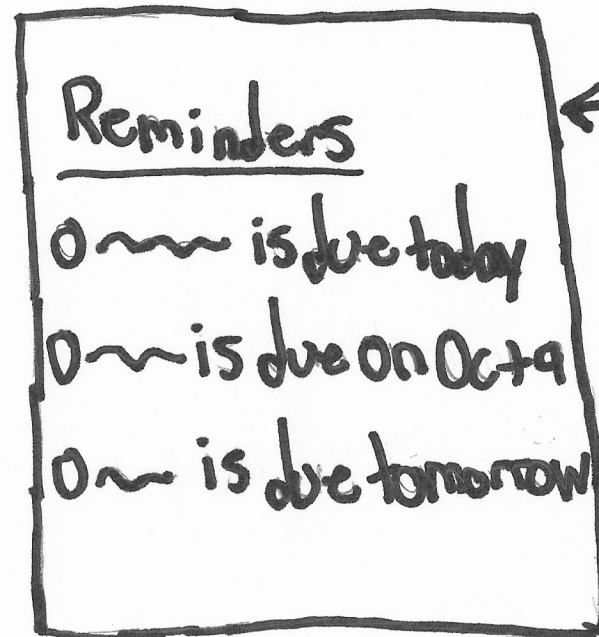 Reminders
is due today
is due on Oct 9
is due tomorrow